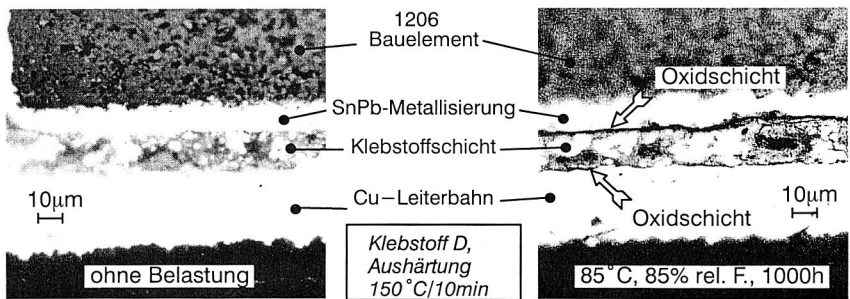 1206
Bauelement
Oxidschicht
SnPb-Metallisierung
Klebstoffschicht
10µm
Cu-Leiterbahn
10µm
Oxidschicht
Klebstoff D,
Aushärtung
150°C/10min
ohne Belastung
85°C, 85% rel. F., 1000h